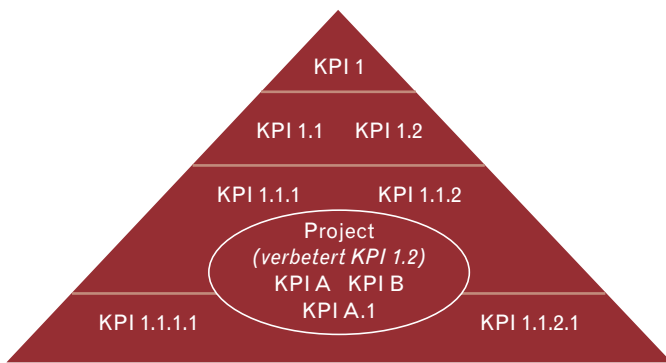 KPI 1
KPI 1.1 KPI 1.2
KPI 1.1.1 KPI 1.1.2
Project
(verbetert KPI 1.2)
KPI A KPI B
KPI A.1
KPI 1.1.1.1 KPI 1.1.2.1